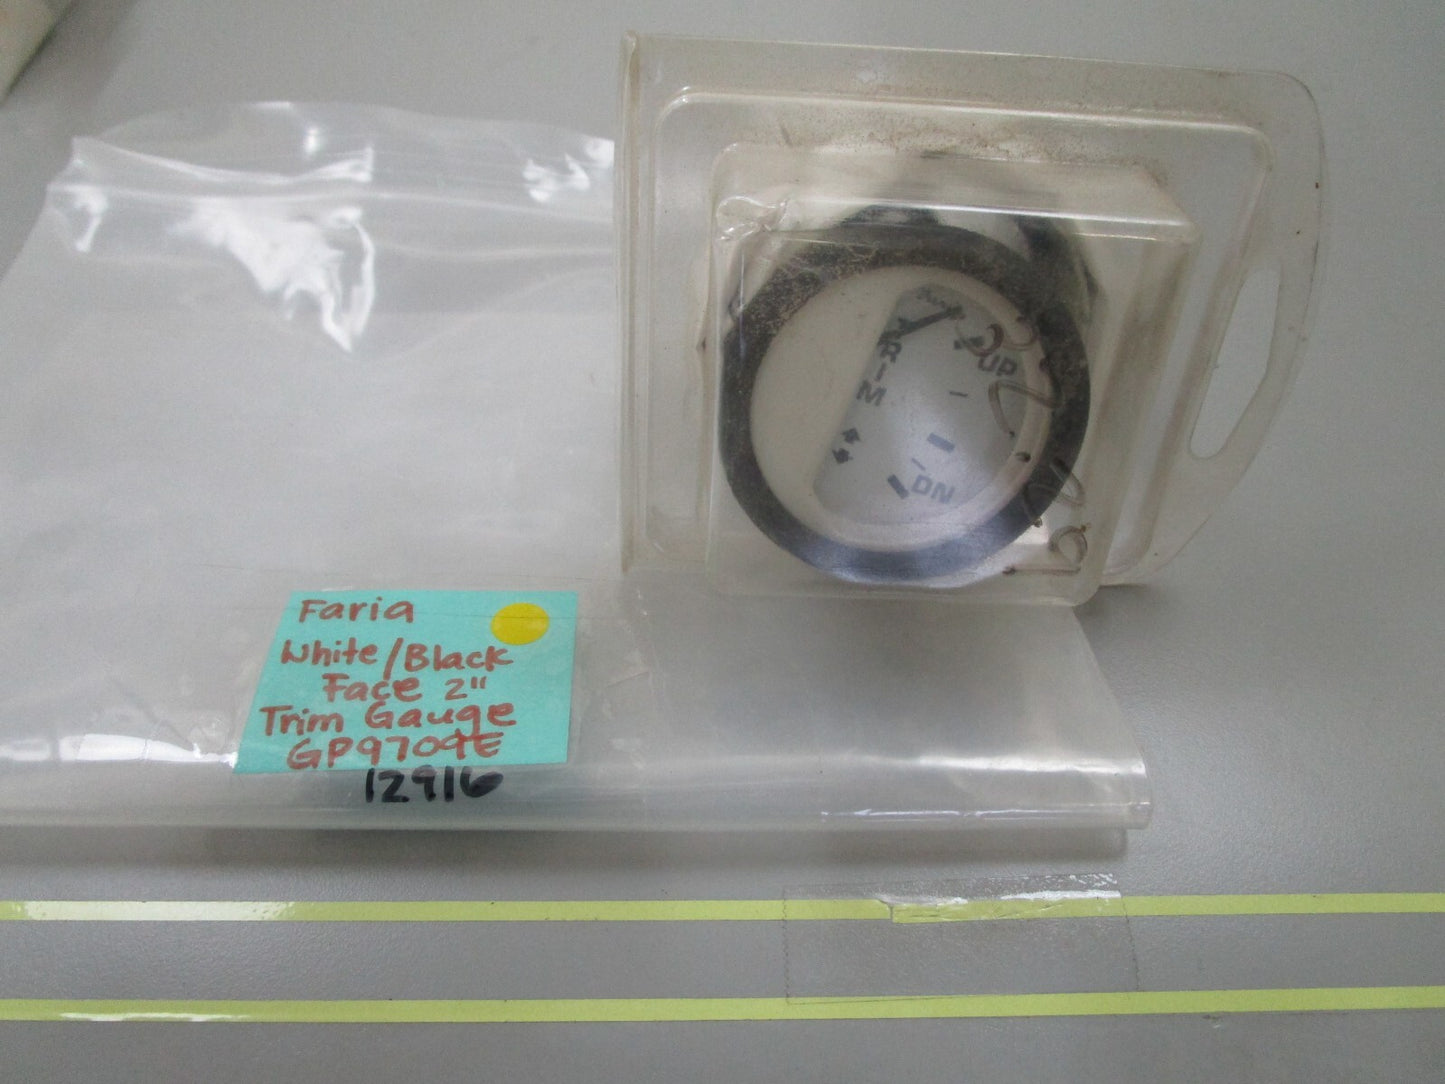 Faria
White/Black
Face 2"
Trim Gauge
GP9709E
12916
TRIM
UP
DN